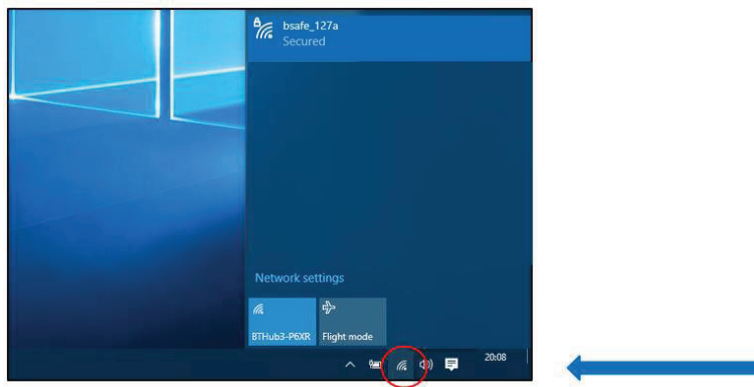 bsafe_127a
Secured
Network settings
BTHub3-P6XR Flight mode
20:08